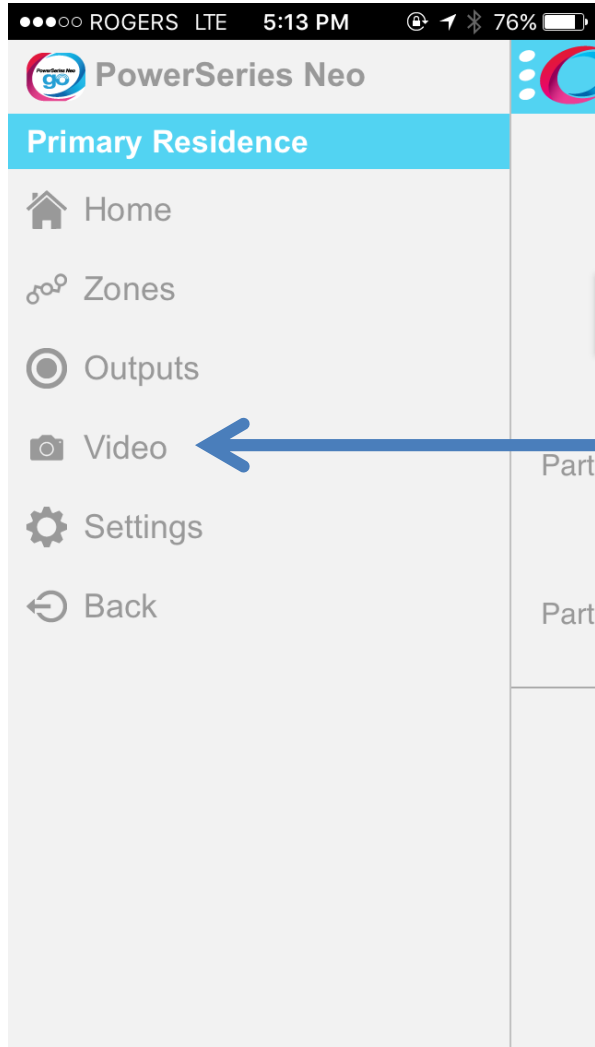 ●●●○○ ROGERS LTE 5:13 PM 76%
PowerSeries Neo go PowerSeries Neo
Primary Residence
Home
Zones
Outputs
Video
Part
Settings
Back
Part